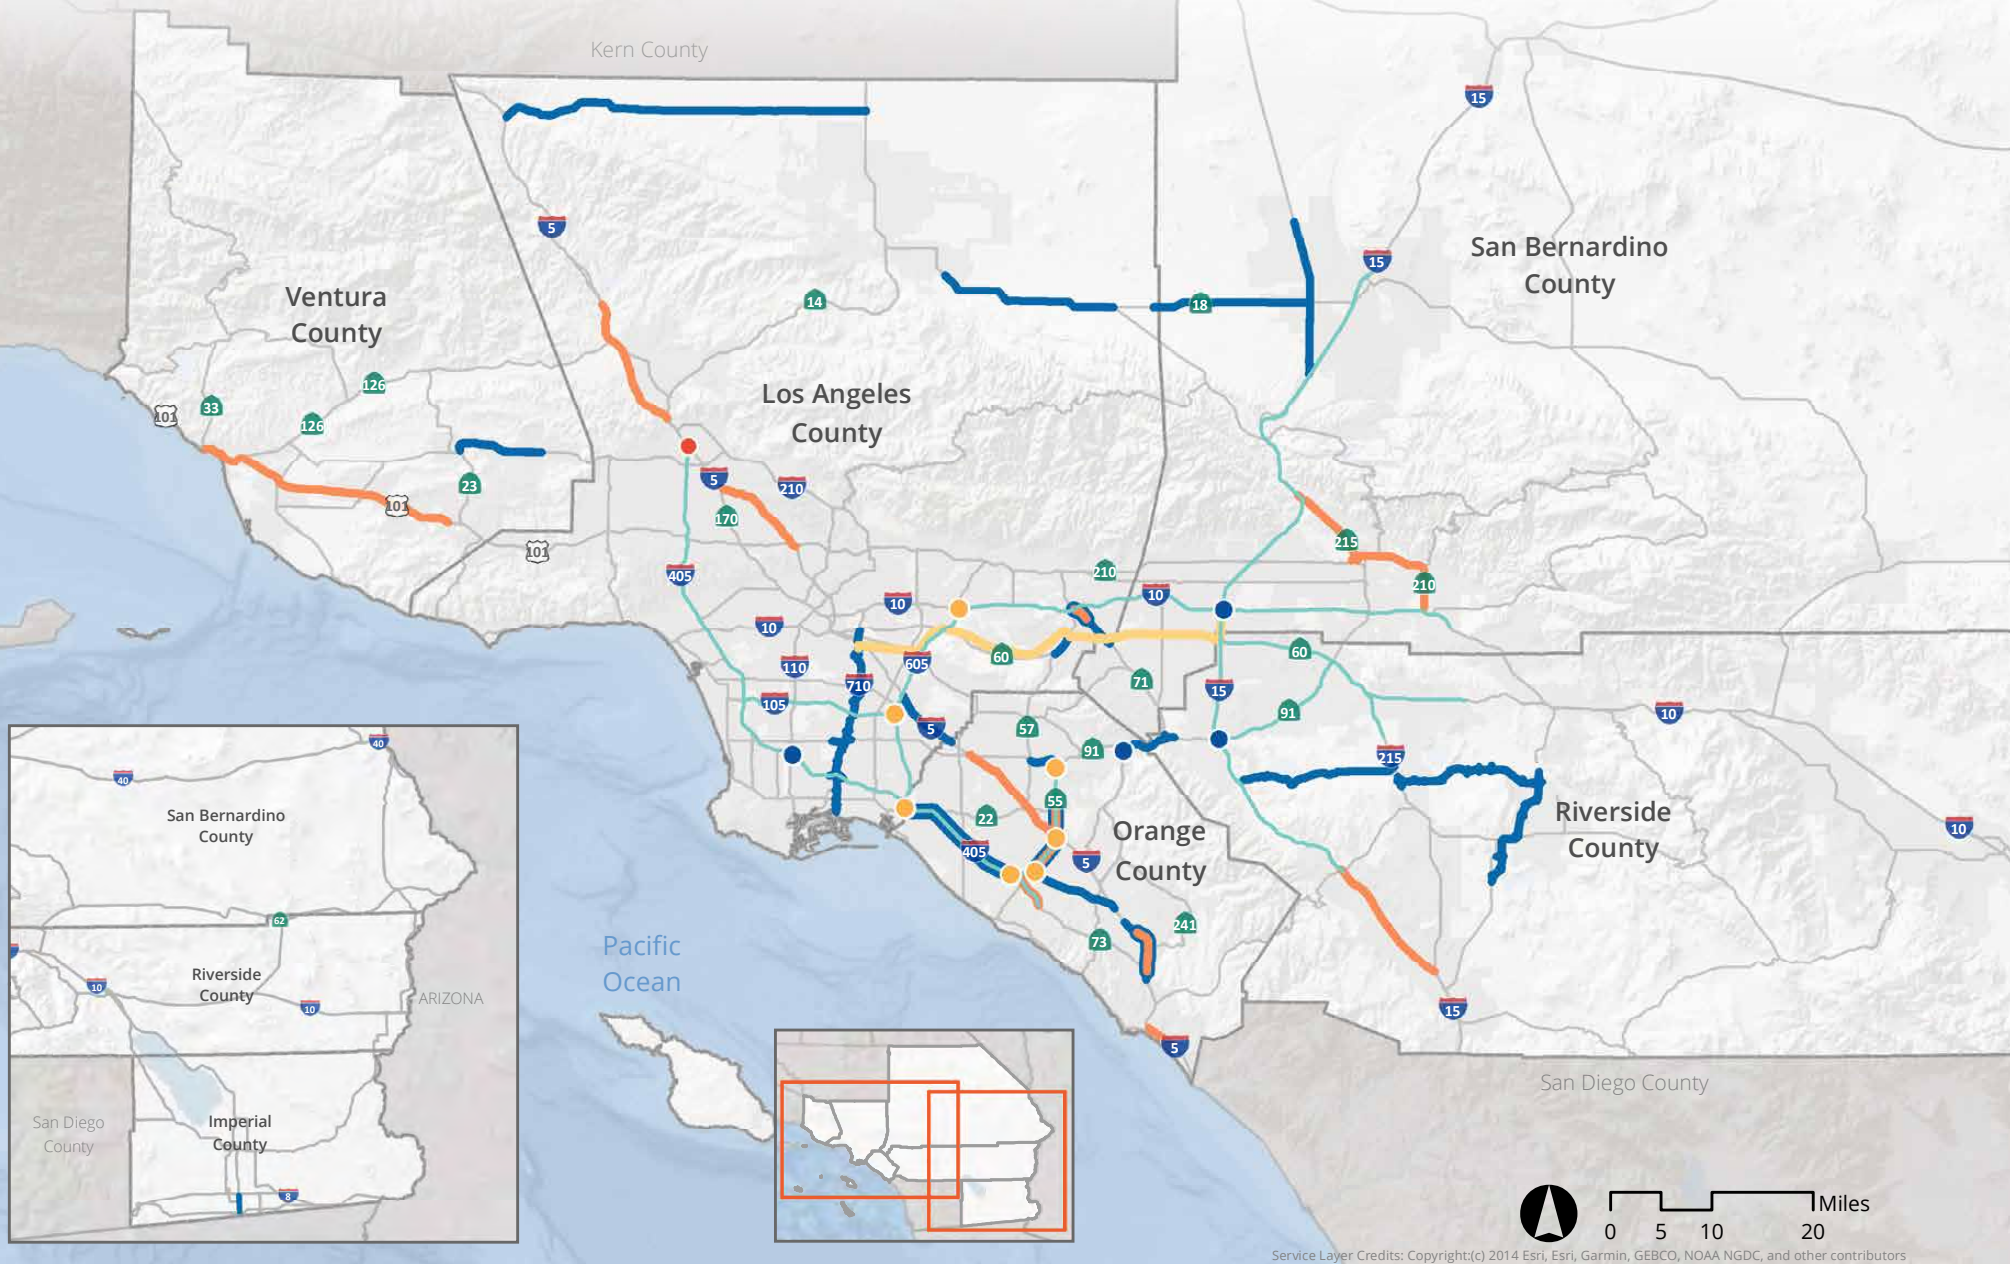 Kern County
15
5
San Bernardino
County
15
Ventura
County
14
18
126
Los Angeles
County
33
101
126
23
5
210
101
170
215
101
405
210
210
10
10
10
60
60
110
605
71
710
15
105
91
10
5
57
91
215
55
22
Orange
County
Riverside
County
10
405
5
241
73
Pacific
Ocean
15
5
San Diego County
40
40
San Bernardino
County
62
Riverside
County
10
10
ARIZONA
Imperial
County
San Diego
County
8
Miles
0 5 10 20
Service Layer Credits: Copyright:(c) 2014 Esri, Esri, Garmin, GEBCO, NOAA NGDC, and other contributors